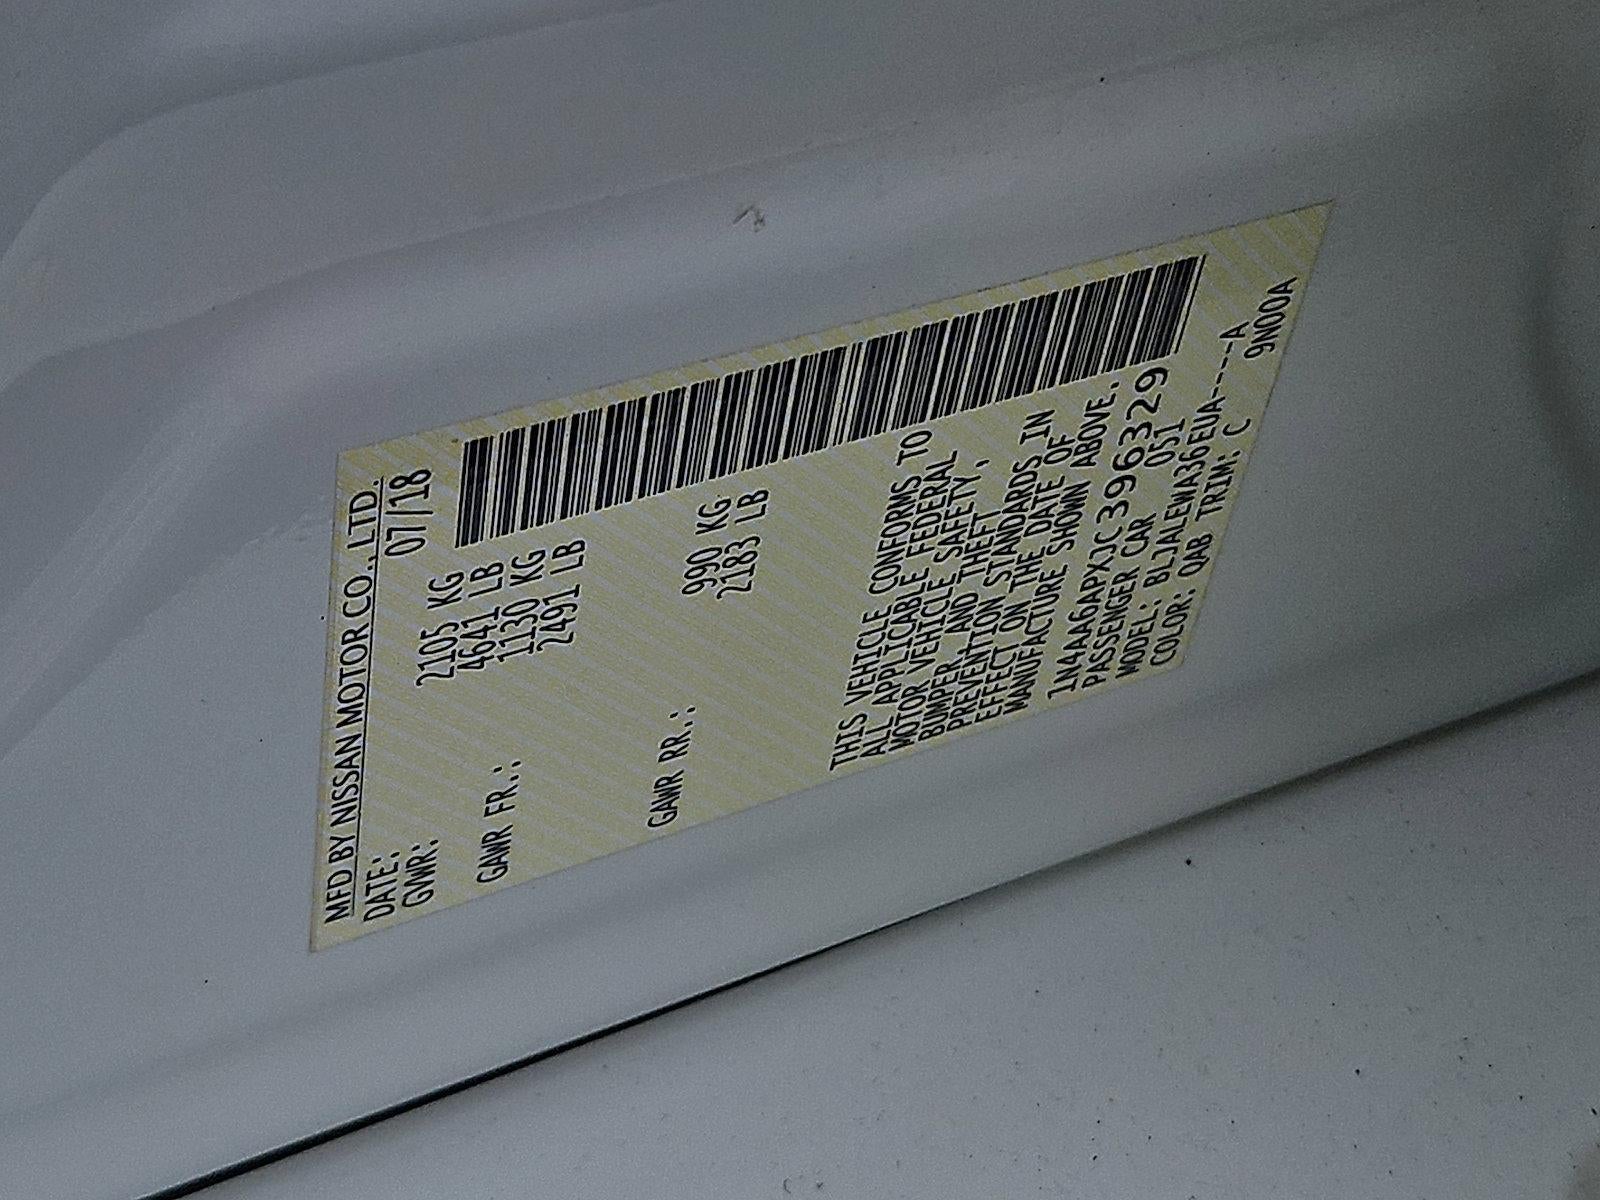 MFD BY NISSAN MOTOR CO.,LTD.
DATE: 07/18
GVWR: 2105 KG
4641 LB
GAWR FR.: 1130 KG
2491 LB
GAWR RR.: 990 KG
2183 LB
THIS VEHICLE CONFORMS TO
ALL APPLICABLE FEDERAL
MOTOR VEHICLE SAFETY,
BUMPER, AND THEFT
PREVENTION STANDARDS IN
EFFECT ON THE DATE OF
MANUFACTURE SHOWN ABOVE.
1N4AA6APXJC396329
PASSENGER CAR 051
MODEL: BLJALEWA36EUA-----A
COLOR: QAB TRIM: C
9N00A